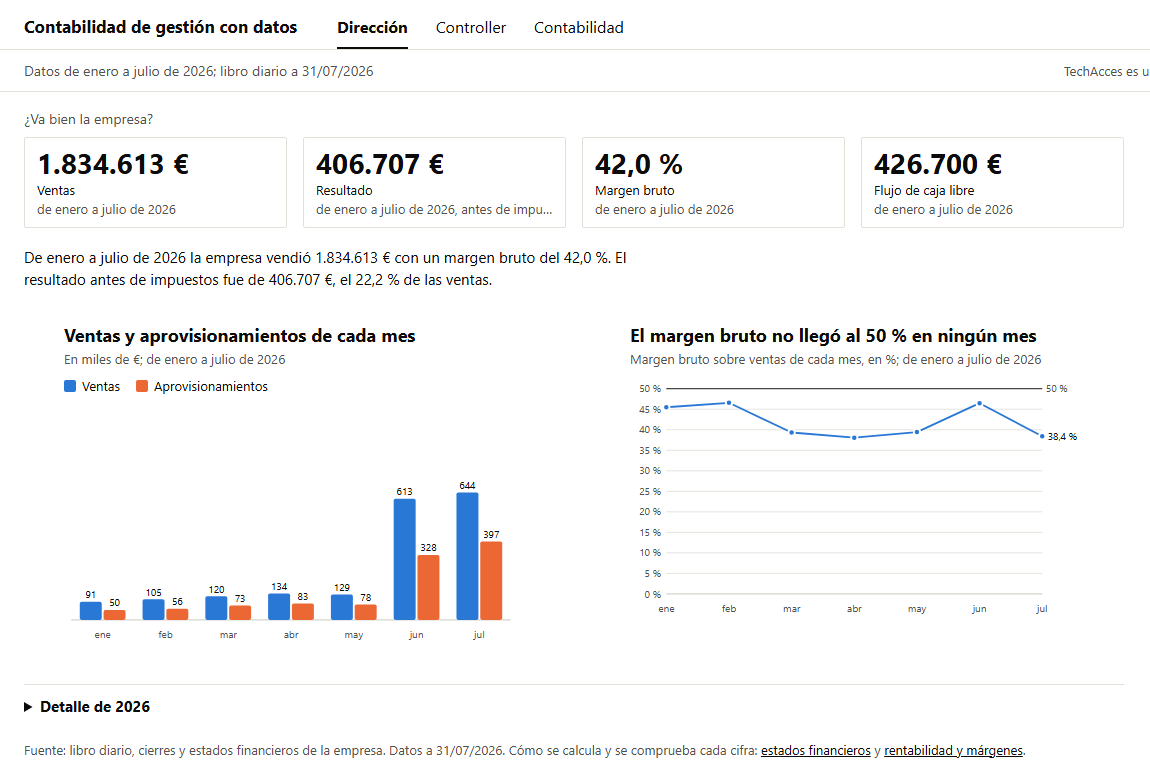 Contabilidad de gestión con datos Dirección Controller Contabilidad
Datos de enero a julio de 2026; libro diario a 31/07/2026 TechAcces es u
¿Va bien la empresa?
1.834.613 € 406.707 € 42,0 % 426.700 €
Ventas Resultado Margen bruto Flujo de caja libre
de enero a julio de 2026 de enero a julio de 2026, antes de impu... de enero a julio de 2026 de enero a julio de 2026
De enero a julio de 2026 la empresa vendió 1.834.613 € con un margen bruto del 42,0 %. El
resultado antes de impuestos fue de 406.707 €, el 22,2 % de las ventas.
Ventas y aprovisionamientos de cada mes
En miles de €; de enero a julio de 2026
Ventas Aprovisionamientos
613 644
328 397
91 105 120 134 129
50 56 73 83 78
ene feb mar abr may jun jul
El margen bruto no llegó al 50 % en ningún mes
Margen bruto sobre ventas de cada mes, en %; de enero a julio de 2026
50 % 50 %
45 %
40 % 38,4 %
35 %
30 %
25 %
20 %
15 %
10 %
5 %
0 %
ene feb mar abr may jun jul
Detalle de 2026
Fuente: libro diario, cierres y estados financieros de la empresa. Datos a 31/07/2026. Cómo se calcula y se comprueba cada cifra: estados financieros y rentabilidad y márgenes.